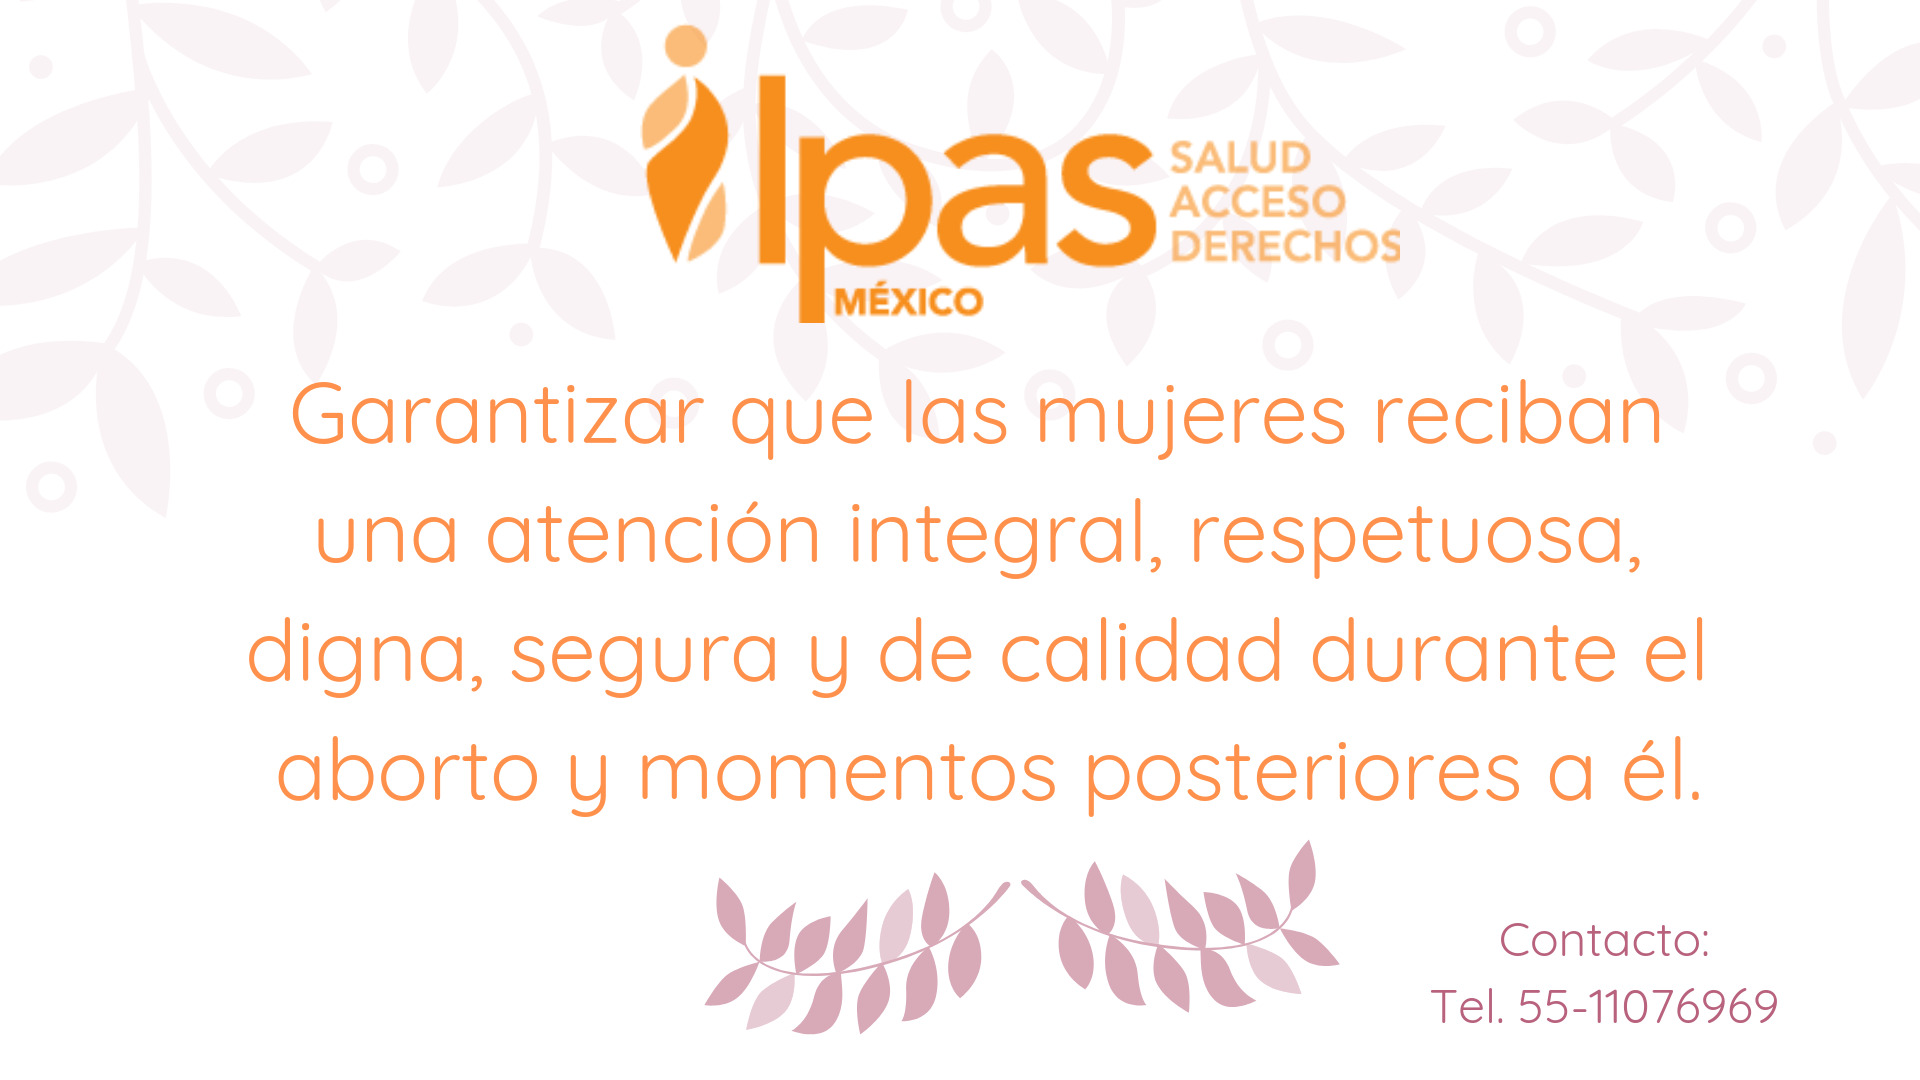 Ipas
SALUD
ACCESO
DERECHOS
MÉXICO
Garantizar que las mujeres reciban
una atención integral, respetuosa,
digna, segura y de calidad durante el
aborto y momentos posteriores a él.
Contacto:
Tel. 55-11076969